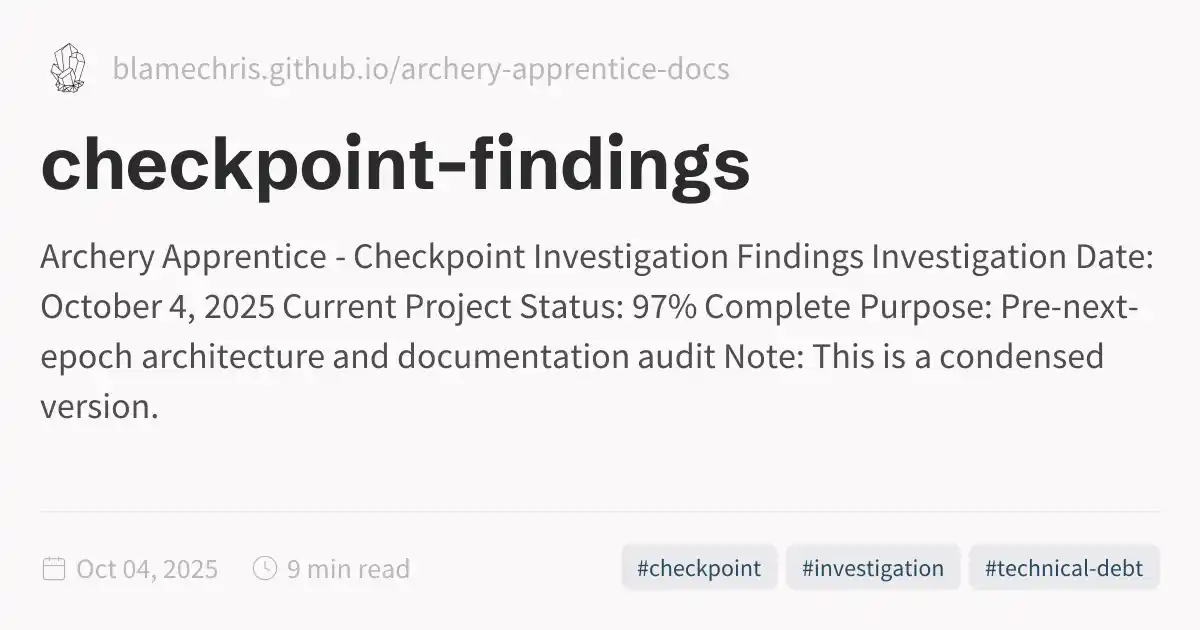 blamechris.github.io/archery-apprentice-docs
checkpoint-findings
Archery Apprentice - Checkpoint Investigation Findings Investigation Date:
October 4, 2025 Current Project Status: 97% Complete Purpose: Pre-next-
epoch architecture and documentation audit Note: This is a condensed
version.
Oct 04, 2025 9 min read #checkpoint #investigation #technical-debt